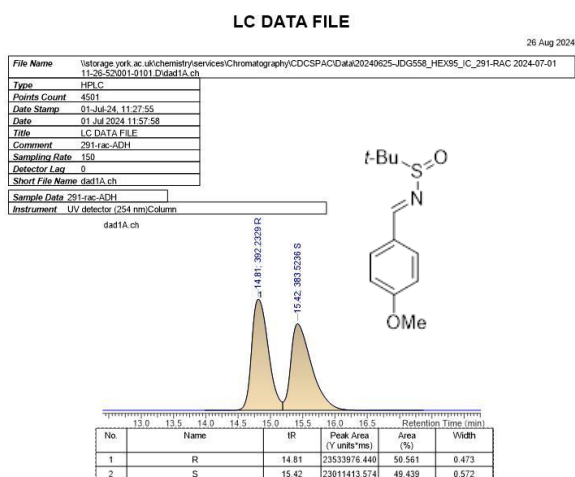 LC DATA FILE
26 Aug 2024
File Name \\storage.york.ac.uk\chemistry\services\Chromatography\CDCSPAC\Data\20240625-JDG558_HEX95_IC_291-RAC 2024-07-01
11-26-52\001-0101.D\dad1A.ch
Type HPLC
Points Count 4501
Date Stamp 01-Jul-24, 11:27:55
Date 01 Jul 2024 11:57:58
Title LC DATA FILE
Comment 291-rac-ADH
Sampling Rate 150
Detector Lag 0
Short File Name dad1A.ch
Sample Data 291-rac-ADH
Instrument UV detector (254 nm)Column
dad1A.ch
t-Bu
S
O
N
OMe
14.81; 392.2329 R
15.42; 383.5236 S
13.0 13.5 14.0 14.5 15.0 15.5 16.0 16.5 Retention Time (min)
No. Name tR Peak Area (Y units*ms) Area (%) Width
1 R 14.81 23533976.440 50.561 0.473
2 S 15.42 23011413.574 49.439 0.572